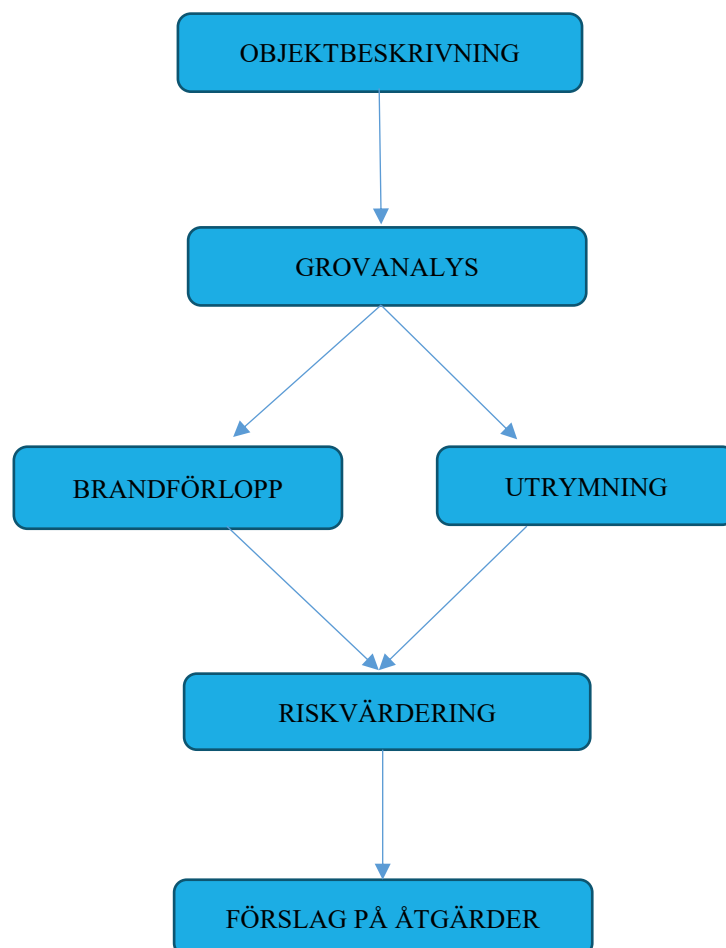 OBJEKTBESKRIVNING
GROVANALYS
BRANDFÖRLOPP
UTRYMNING
RISKVÄRDERING
FÖRSLAG PÅ ÅTGÄRDER